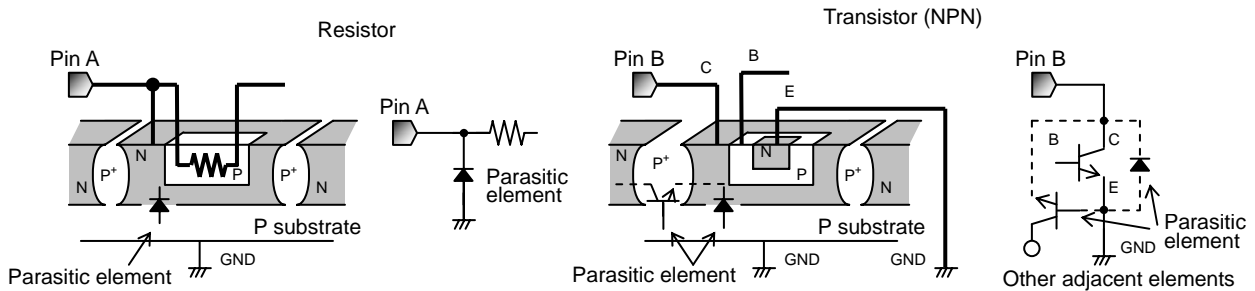 Resistor
Transistor (NPN)
Pin A
Pin A
Pin B
C
B
E
Pin B
N
P+
N
P
P+
N
Parasitic element
P substrate
GND
Parasitic element
N
P+
N
P
P+
N
P substrate
GND
GND
Parasitic element
B
C
E
GND
Parasitic element
Other adjacent elements